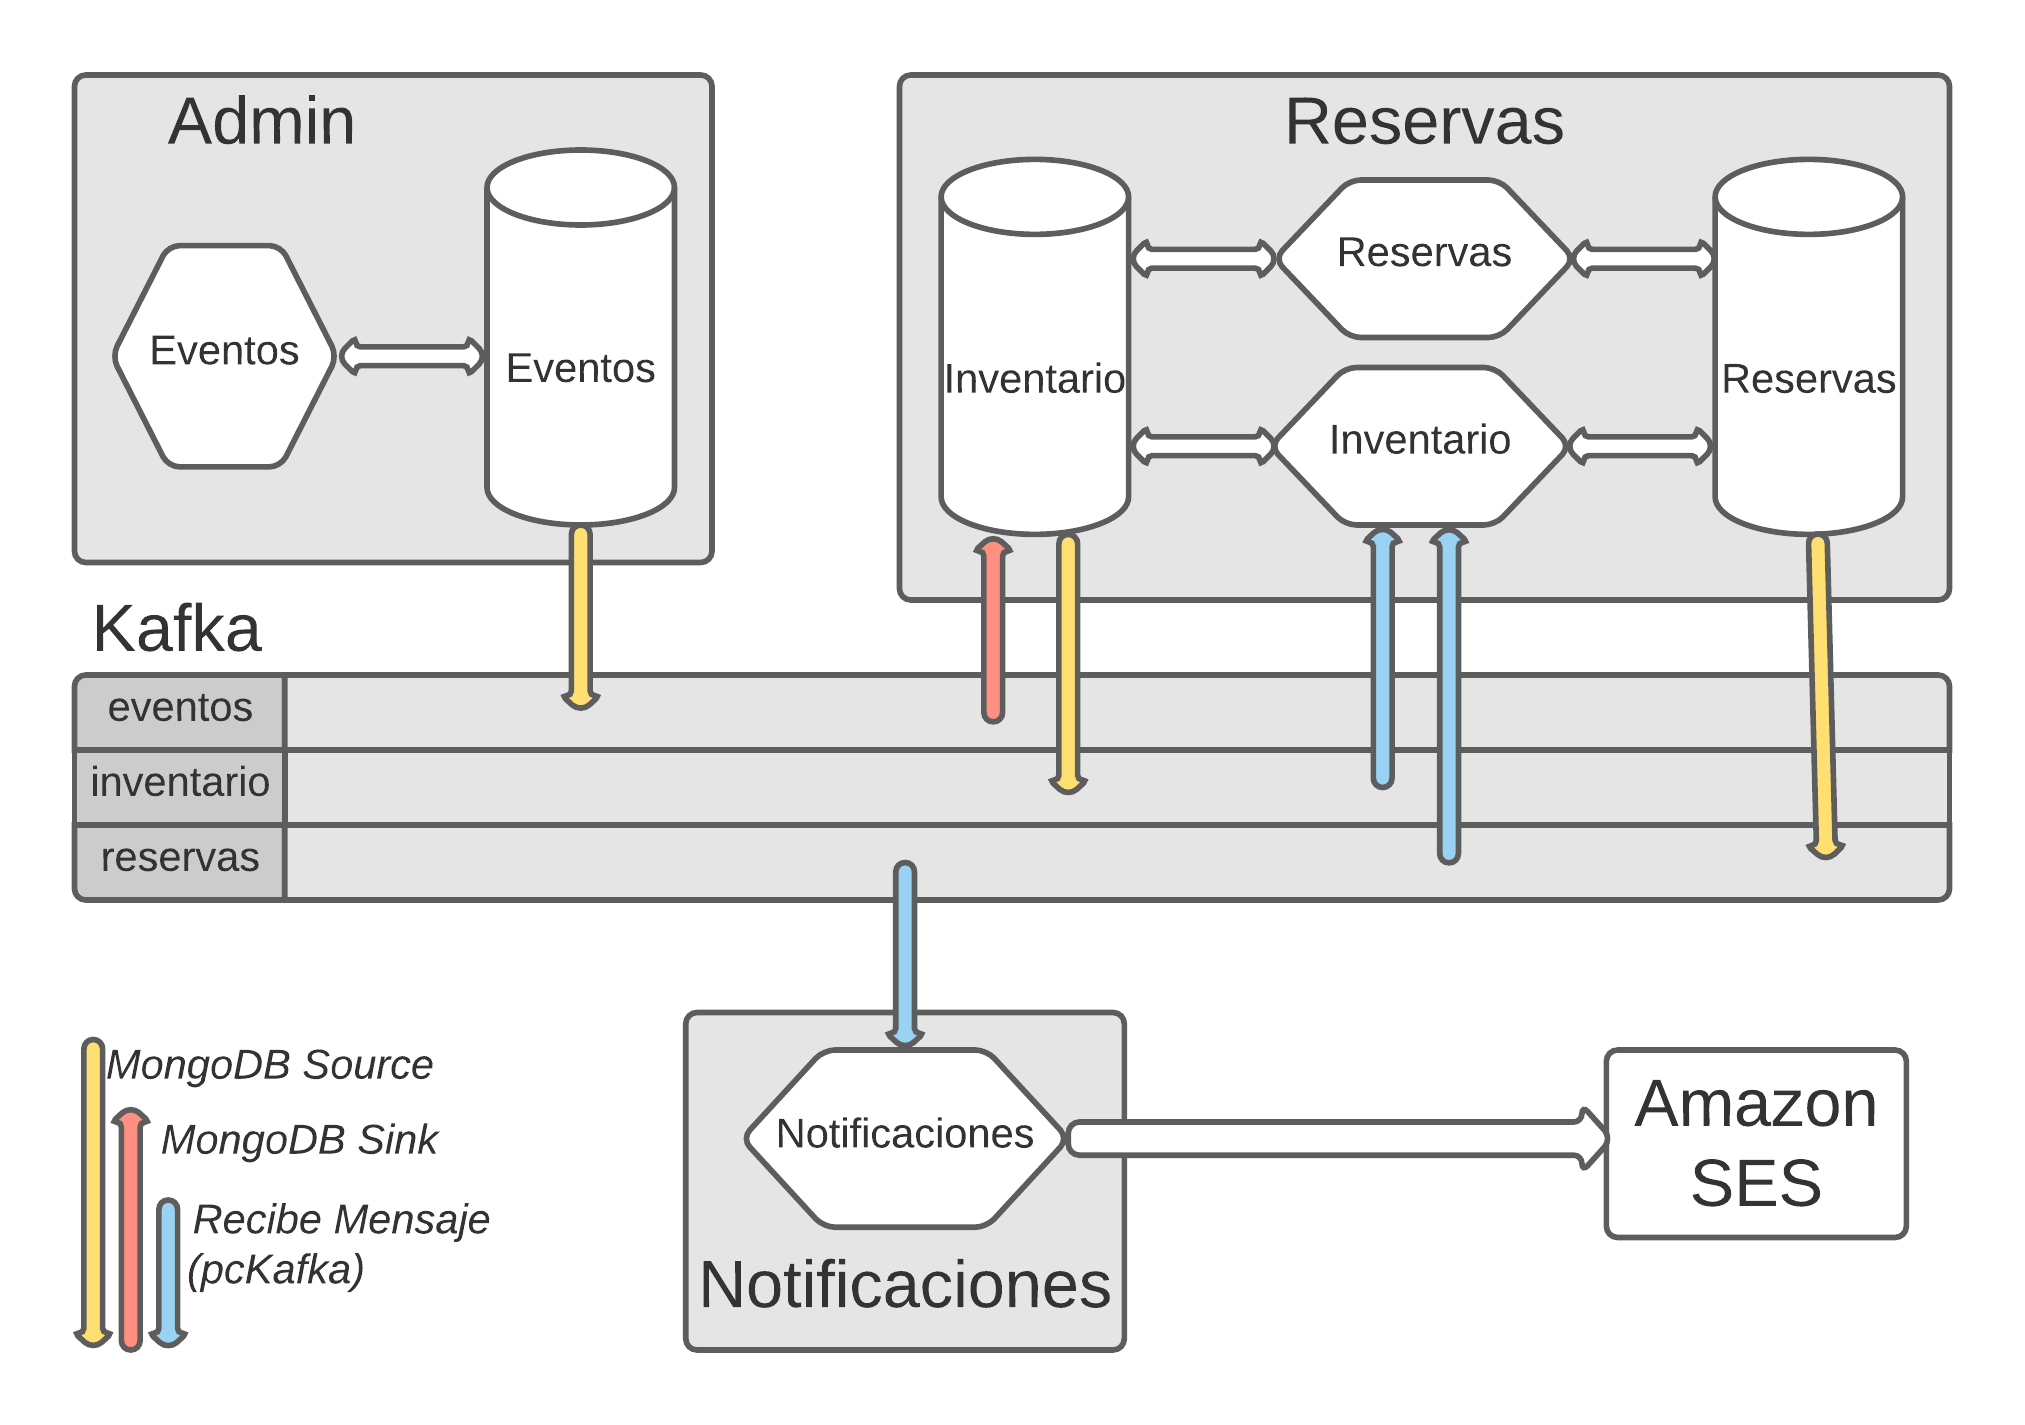 Admin
Eventos
Eventos
Reservas
Inventario
Reservas
Inventario
Reservas
Kafka
eventos
inventario
reservas
MongoDB Source
MongoDB Sink
Recibe Mensaje
(pcKafka)
Notificaciones
Notificaciones
Amazon
SES